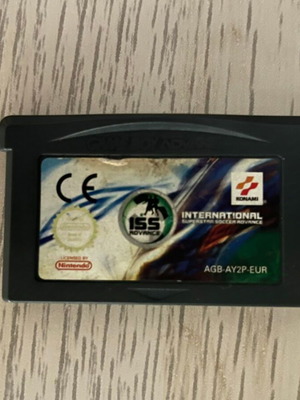 CE
KONAMI
ISS
ADVANCE
INTERNATIONAL
SUPERSTAR SOCCER ADVANCE
LICENSED BY
Nintendo
AGB-AY2P-EUR